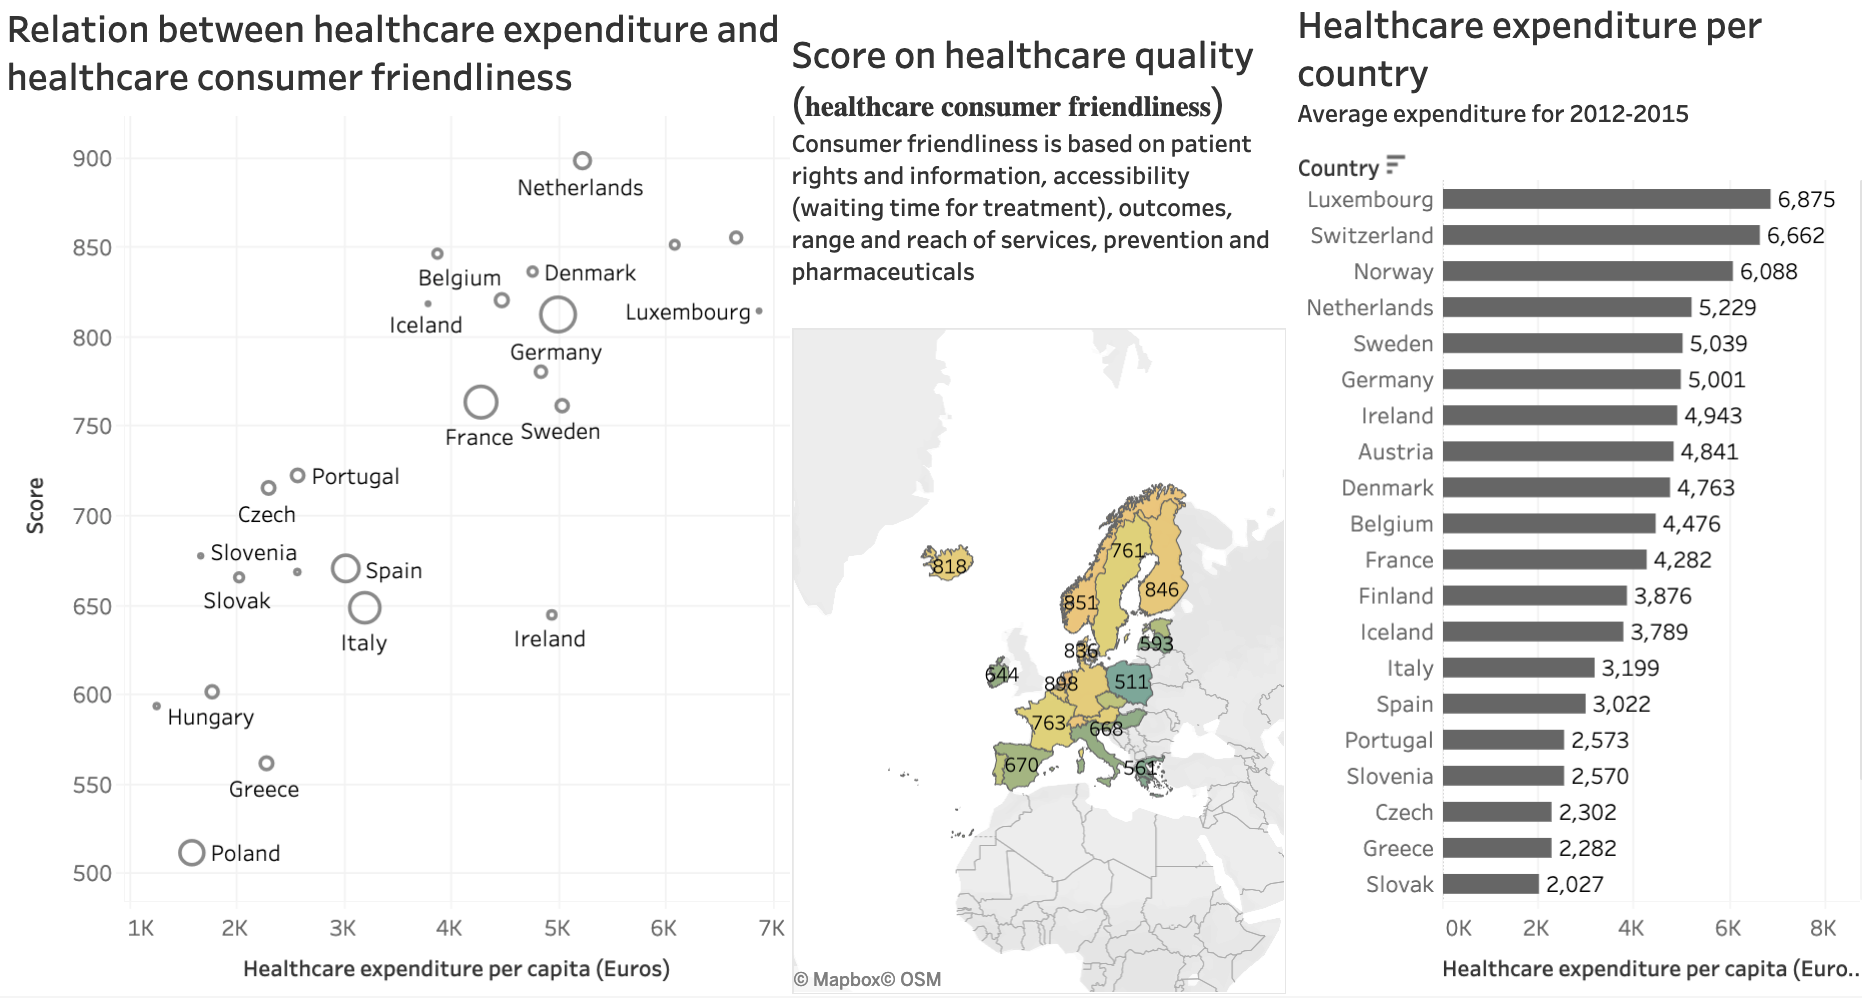 Relation between healthcare expenditure and
healthcare consumer friendliness
900
850
800
750
700
650
600
550
500
Score
Netherlands
Belgium
Denmark
Iceland
Luxembourg
Germany
France
Sweden
Portugal
Czech
Slovenia
Spain
Slovak
Italy
Ireland
Hungary
Greece
Poland
1K 2K 3K 4K 5K 6K 7K
Healthcare expenditure per capita (Euros)
Score on healthcare quality
(healthcare consumer friendliness)
Consumer friendliness is based on patient
rights and information, accessibility
(waiting time for treatment), outcomes,
range and reach of services, prevention and
pharmaceuticals
761
818
846
851
593
836
644
898
511
763
668
670
561
© Mapbox© OSM
Healthcare expenditure per
country
Average expenditure for 2012-2015
Country
Luxembourg 6,875
Switzerland 6,662
Norway 6,088
Netherlands 5,229
Sweden 5,039
Germany 5,001
Ireland 4,943
Austria 4,841
Denmark 4,763
Belgium 4,476
France 4,282
Finland 3,876
Iceland 3,789
Italy 3,199
Spain 3,022
Portugal 2,573
Slovenia 2,570
Czech 2,302
Greece 2,282
Slovak 2,027
0K 2K 4K 6K 8K
Healthcare expenditure per capita (Euro..